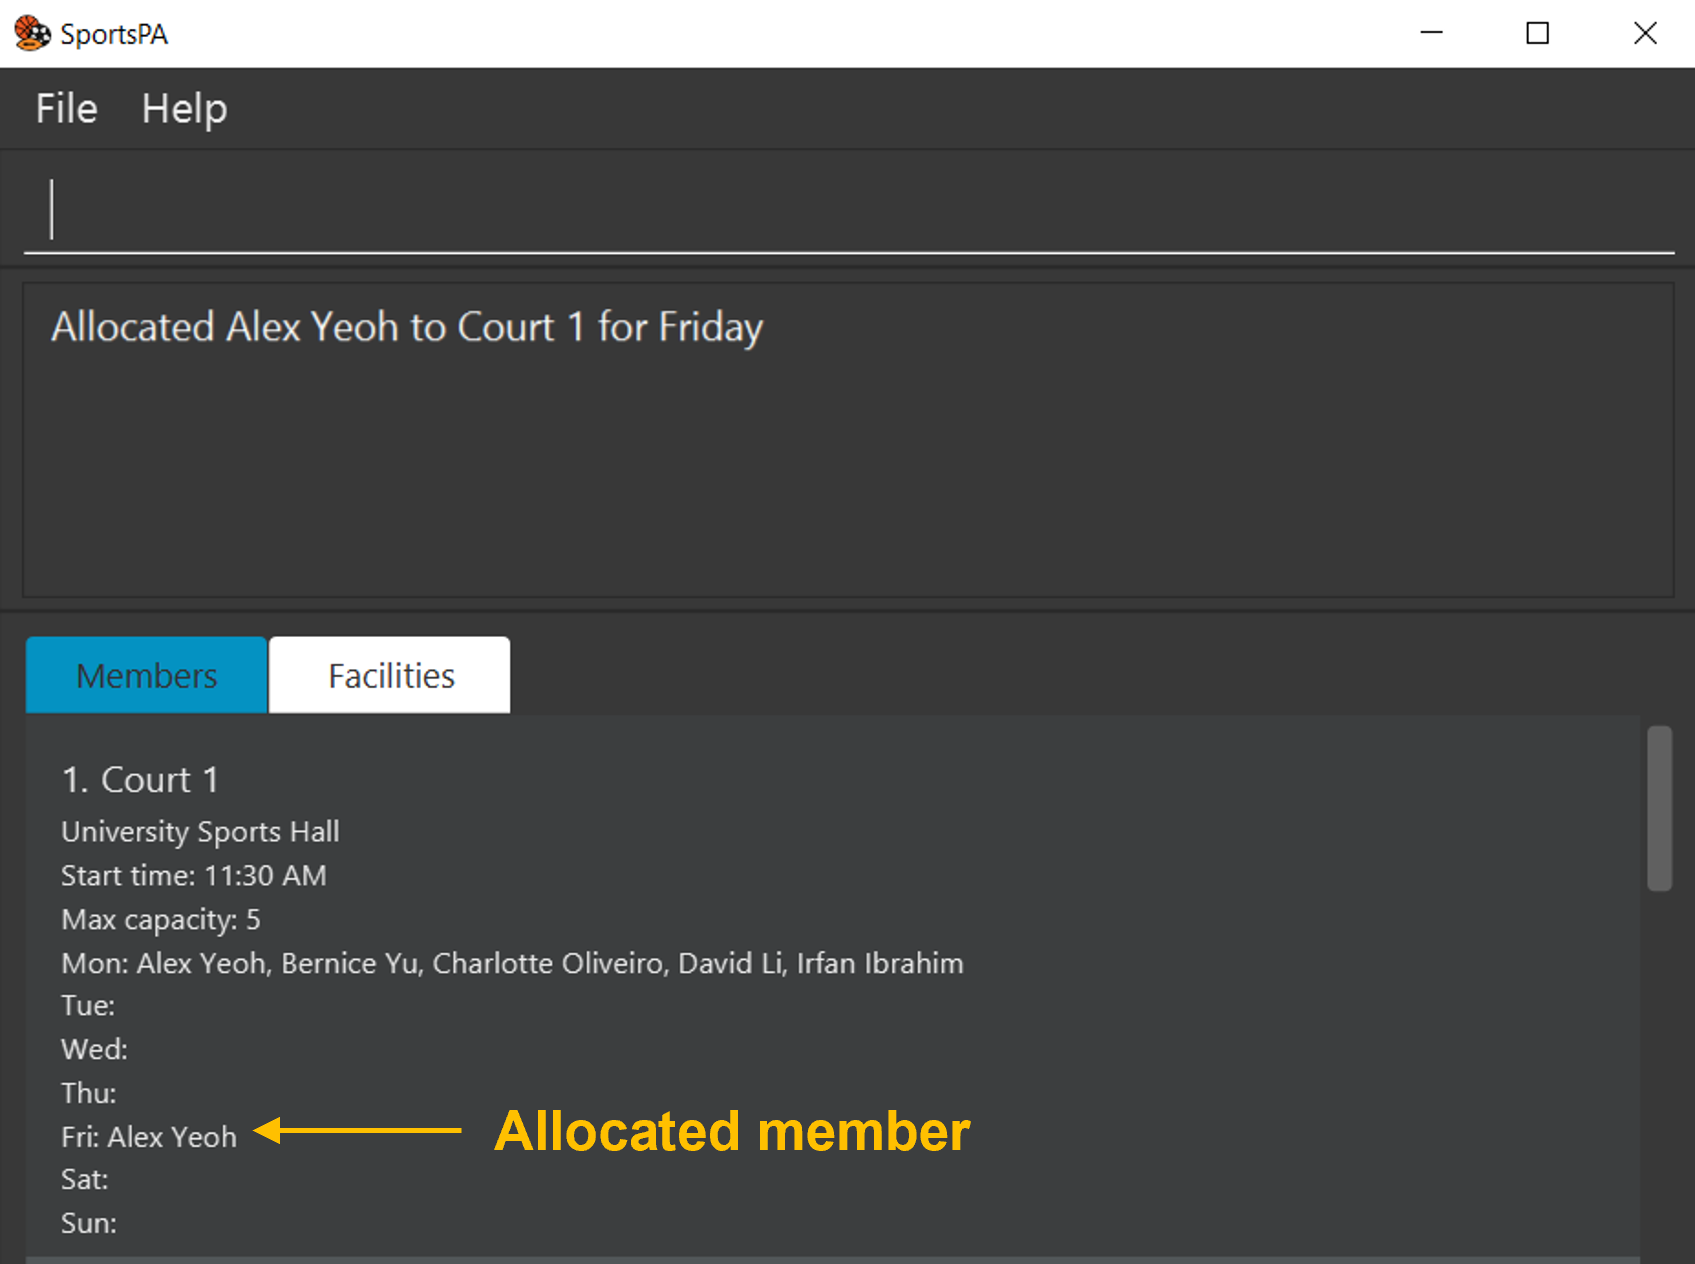 SportsPA
File Help
Allocated Alex Yeoh to Court 1 for Friday
Members Facilities
1. Court 1
University Sports Hall
Start time: 11:30 AM
Max capacity: 5
Mon: Alex Yeoh, Bernice Yu, Charlotte Oliveiro, David Li, Irfan Ibrahim
Tue:
Wed:
Thu:
Fri: Alex Yeoh Allocated member
Sat:
Sun: